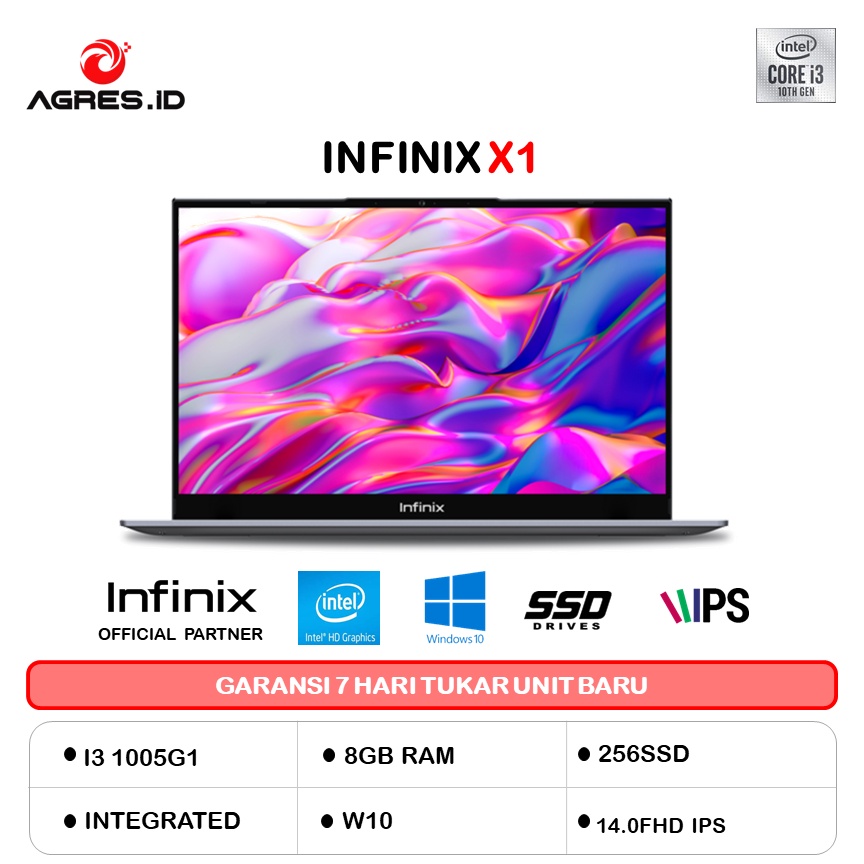 AGRES.ID
intel
CORE i3
10TH GEN
INFINIX X1
Infinix
Infinix
OFFICIAL PARTNER
intel
Intel® HD Graphics
Windows 10
SSD
DRIVES
IPS
GARANSI 7 HARI TUKAR UNIT BARU
• I3 1005G1
• 8GB RAM
• 256SSD
• INTEGRATED
• W10
• 14.0FHD IPS